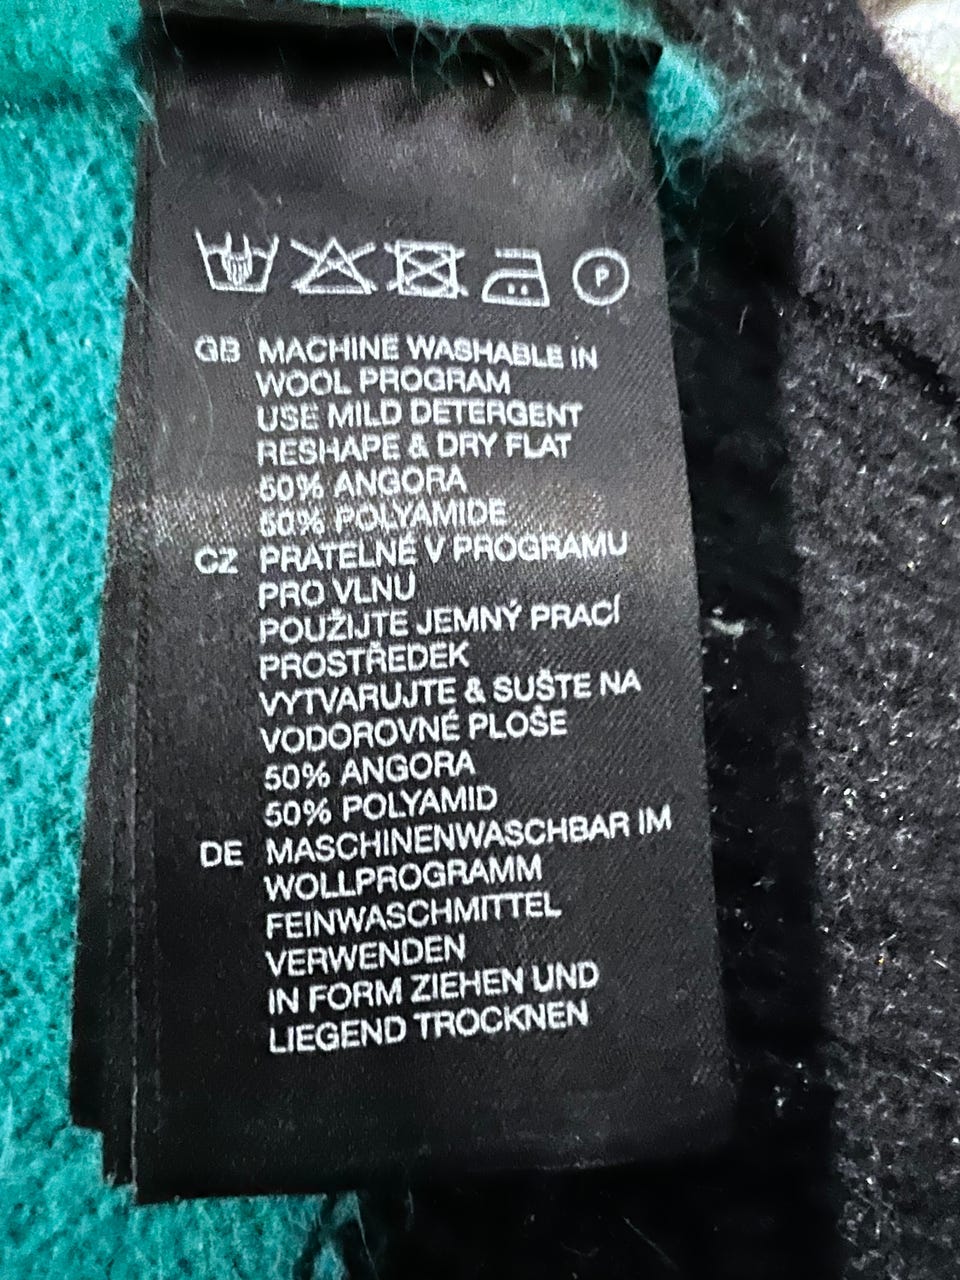 P
GB MACHINE WASHABLE IN
WOOL PROGRAM
USE MILD DETERGENT
RESHAPE & DRY FLAT
50% ANGORA
50% POLYAMIDE
CZ PRATELNÉ V PROGRAMU
PRO VLNU
POUŽIJTE JEMNÝ PRACÍ
PROSTŘEDEK
VYTVARUJTE & SUŠTE NA
VODOROVNÉ PLOŠE
50% ANGORA
50% POLYAMID
DE MASCHINENWASCHBAR IM
WOLLPROGRAMM
FEINWASCHMITTEL
VERWENDEN
IN FORM ZIEHEN UND
LIEGEND TROCKNEN